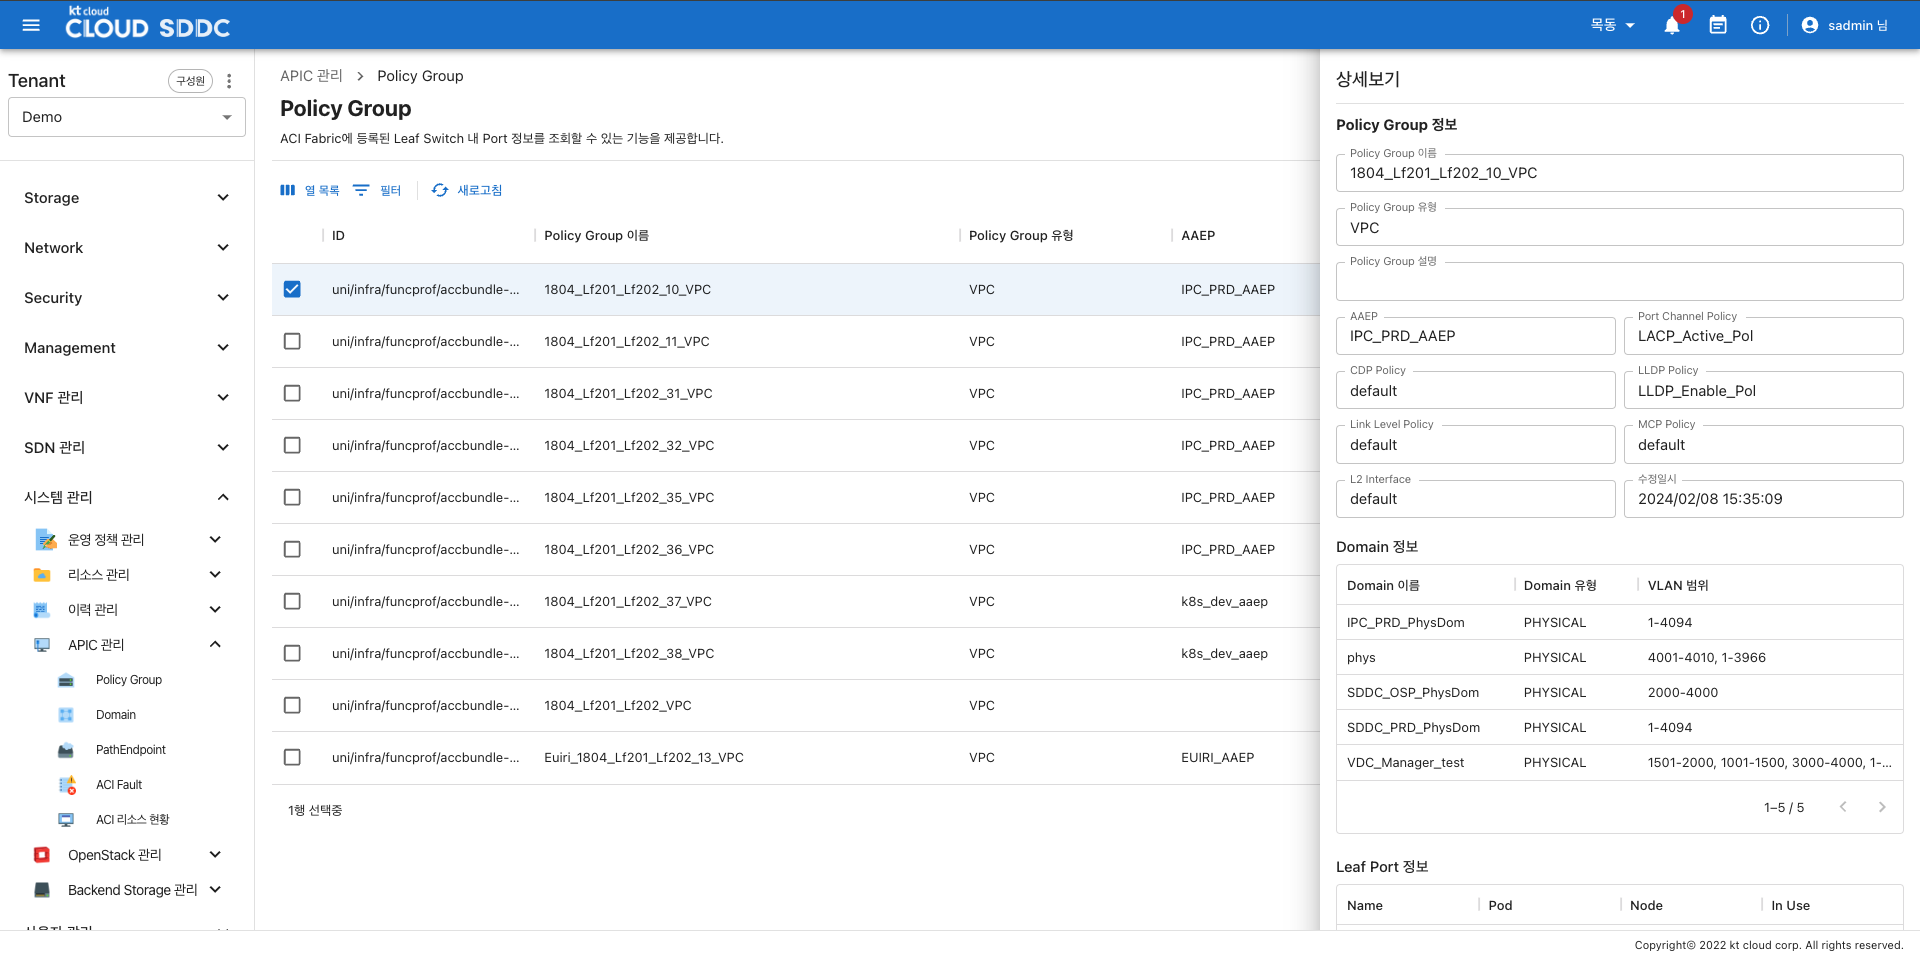 kt cloud
CLOUD SDDC
목동
1
sadmin 님
Tenant
구성원
Demo
Storage
Network
Security
Management
VNF 관리
SDN 관리
시스템 관리
운영 정책 관리
리소스 관리
이력 관리
APIC 관리
Policy Group
Domain
PathEndpoint
ACI Fault
ACI 리소스 현황
OpenStack 관리
Backend Storage 관리
APIC 관리 > Policy Group
Policy Group
ACI Fabric에 등록된 Leaf Switch 내 Port 정보를 조회할 수 있는 기능을 제공합니다.
열 목록 필터 새로고침
ID Policy Group 이름 Policy Group 유형 AAEP
uni/infra/funcprof/accbundle-... 1804_Lf201_Lf202_10_VPC VPC IPC_PRD_AAEP
uni/infra/funcprof/accbundle-... 1804_Lf201_Lf202_11_VPC VPC IPC_PRD_AAEP
uni/infra/funcprof/accbundle-... 1804_Lf201_Lf202_31_VPC VPC IPC_PRD_AAEP
uni/infra/funcprof/accbundle-... 1804_Lf201_Lf202_32_VPC VPC IPC_PRD_AAEP
uni/infra/funcprof/accbundle-... 1804_Lf201_Lf202_35_VPC VPC IPC_PRD_AAEP
uni/infra/funcprof/accbundle-... 1804_Lf201_Lf202_36_VPC VPC IPC_PRD_AAEP
uni/infra/funcprof/accbundle-... 1804_Lf201_Lf202_37_VPC VPC k8s_dev_aaep
uni/infra/funcprof/accbundle-... 1804_Lf201_Lf202_38_VPC VPC k8s_dev_aaep
uni/infra/funcprof/accbundle-... 1804_Lf201_Lf202_VPC VPC
uni/infra/funcprof/accbundle-... Euiri_1804_Lf201_Lf202_13_VPC VPC EUIRI_AAEP
1행 선택중
상세보기
Policy Group 정보
Policy Group 이름
1804_Lf201_Lf202_10_VPC
Policy Group 유형
VPC
Policy Group 설명
AAEP Port Channel Policy
IPC_PRD_AAEP LACP_Active_Pol
CDP Policy LLDP Policy
default LLDP_Enable_Pol
Link Level Policy MCP Policy
default default
L2 Interface 수정일시
default 2024/02/08 15:35:09
Domain 정보
Domain 이름 Domain 유형 VLAN 범위
IPC_PRD_PhysDom PHYSICAL 1-4094
phys PHYSICAL 4001-4010, 1-3966
SDDC_OSP_PhysDom PHYSICAL 2000-4000
SDDC_PRD_PhysDom PHYSICAL 1-4094
VDC_Manager_test PHYSICAL 1501-2000, 1001-1500, 3000-4000, 1-...
1–5 / 5
Leaf Port 정보
Name Pod Node In Use
Copyright© 2022 kt cloud corp. All rights reserved.